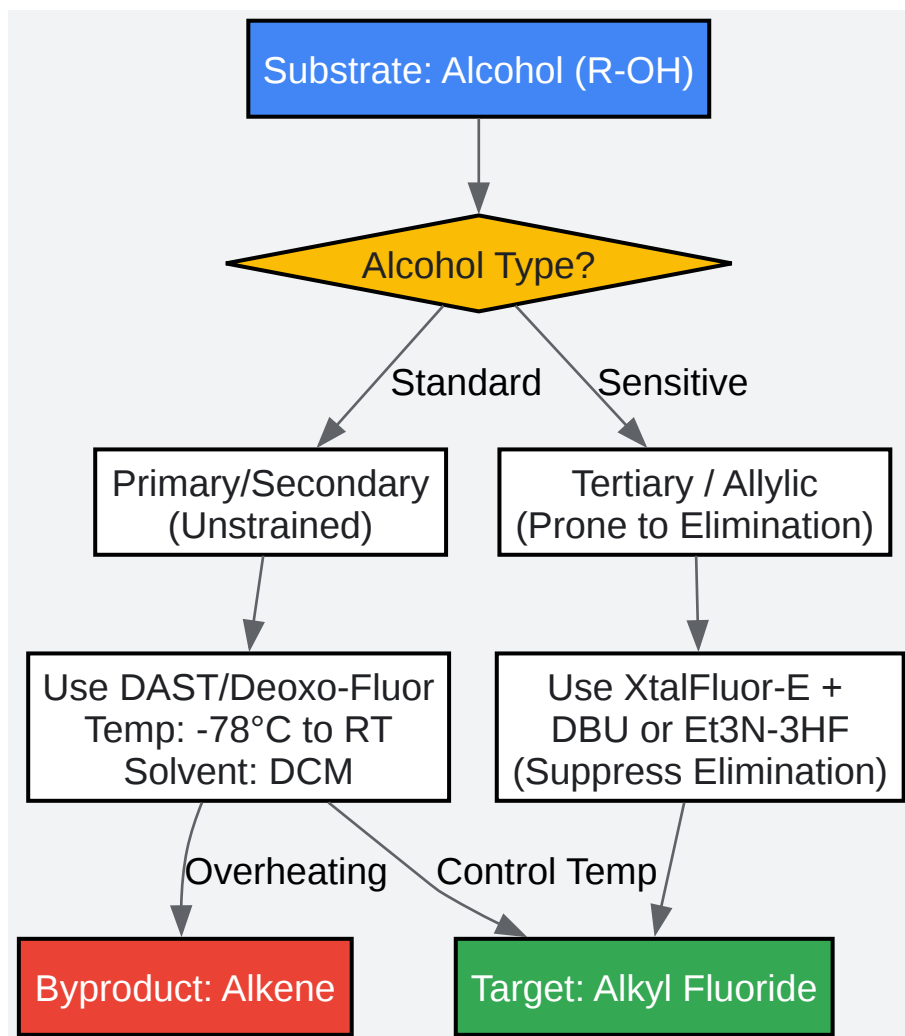 Substrate: Alcohol (R-OH)
Alcohol Type?
Standard
Sensitive
Primary/Secondary
(Unstrained)
Tertiary / Allylic
(Prone to Elimination)
Use DAST/Deoxo-Fluor
Temp: -78°C to RT
Solvent: DCM
Use XtalFluor-E +
DBU or Et3N-3HF
(Suppress Elimination)
Overheating
Control Temp
Byproduct: Alkene
Target: Alkyl Fluoride